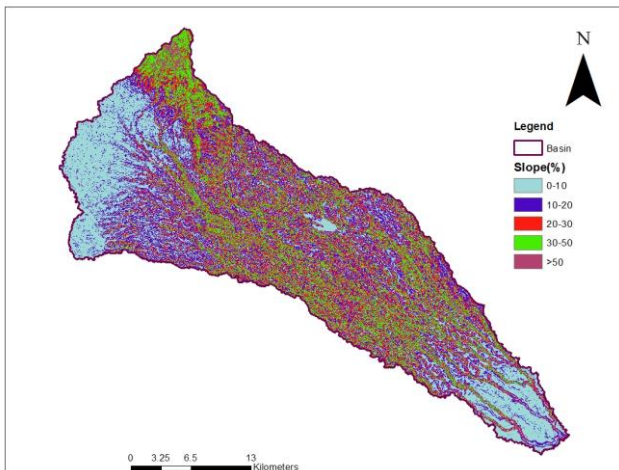 N
Legend
Basin
Slope(%)
0-10
10-20
20-30
30-50
>50
0 3.25 6.5 13
Kilometers